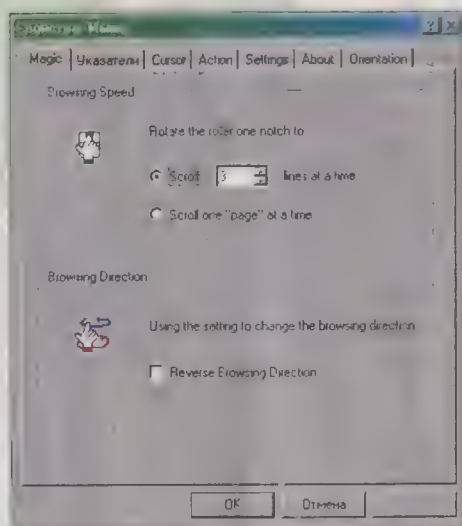 ? X
Magic Указатели Cursor Action Settings About Orientation
Browsing Speed
Rotate the roller one notch to
Scroll 3 lines at a time
Scroll one "page" at a time
Browsing Direction
Using the setting to change the browsing direction
Reverse Browsing Direction
OK Отмена